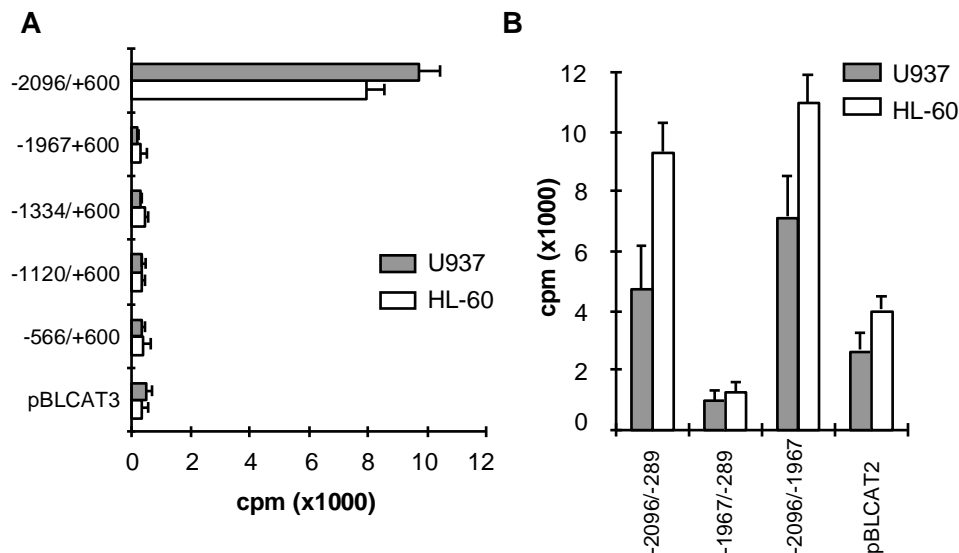 A
-2096/+600
-1967+600
-1334/+600
-1120/+600
-566/+600
pBLCAT3
0 2 4 6 8 10 12
cpm (x1000)
U937
HL-60
B
U937
HL-60
12
10
8
6
4
2
0
cpm (x1000)
-2096/-289
-1967/-289
-2096/-1967
pBLCAT2